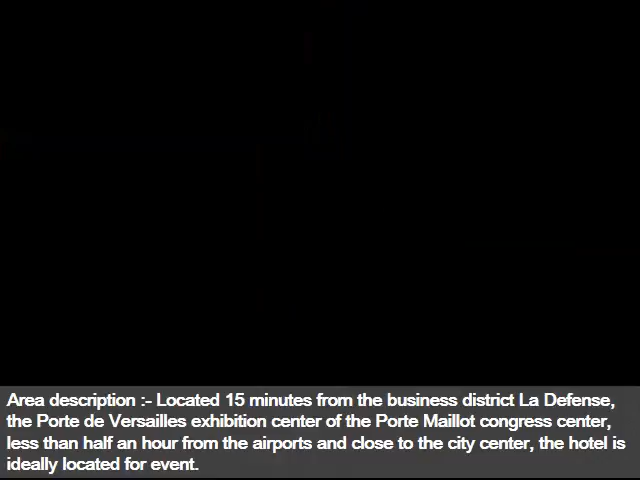 Area description :- Located 15 minutes from the business district La Defense,
the Porte de Versailles exhibition center of the Porte Maillot congress center,
less than half an hour from the airports and close to the city center, the hotel is
ideally located for event.